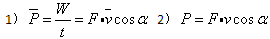 1) P̄ = W/t = F·v̄ cos α 2) P = F·v cos α